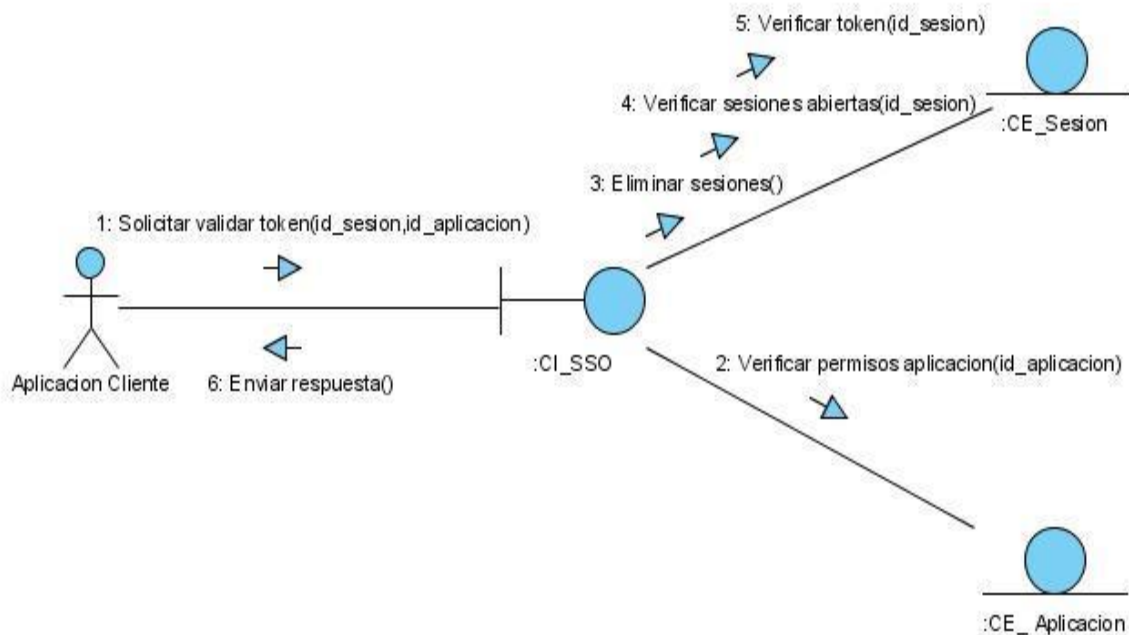 5: Verificar token(id_sesion)
4: Verificar sesiones abiertas(id_sesion)
:CE_Sesion
3: Eliminar sesiones()
1: Solicitar validar token(id_sesion,id_aplicacion)
:CI_SSO
2: Verificar permisos aplicacion(id_aplicacion)
Aplicacion Cliente
6: Enviar respuesta()
:CE_ Aplicacion